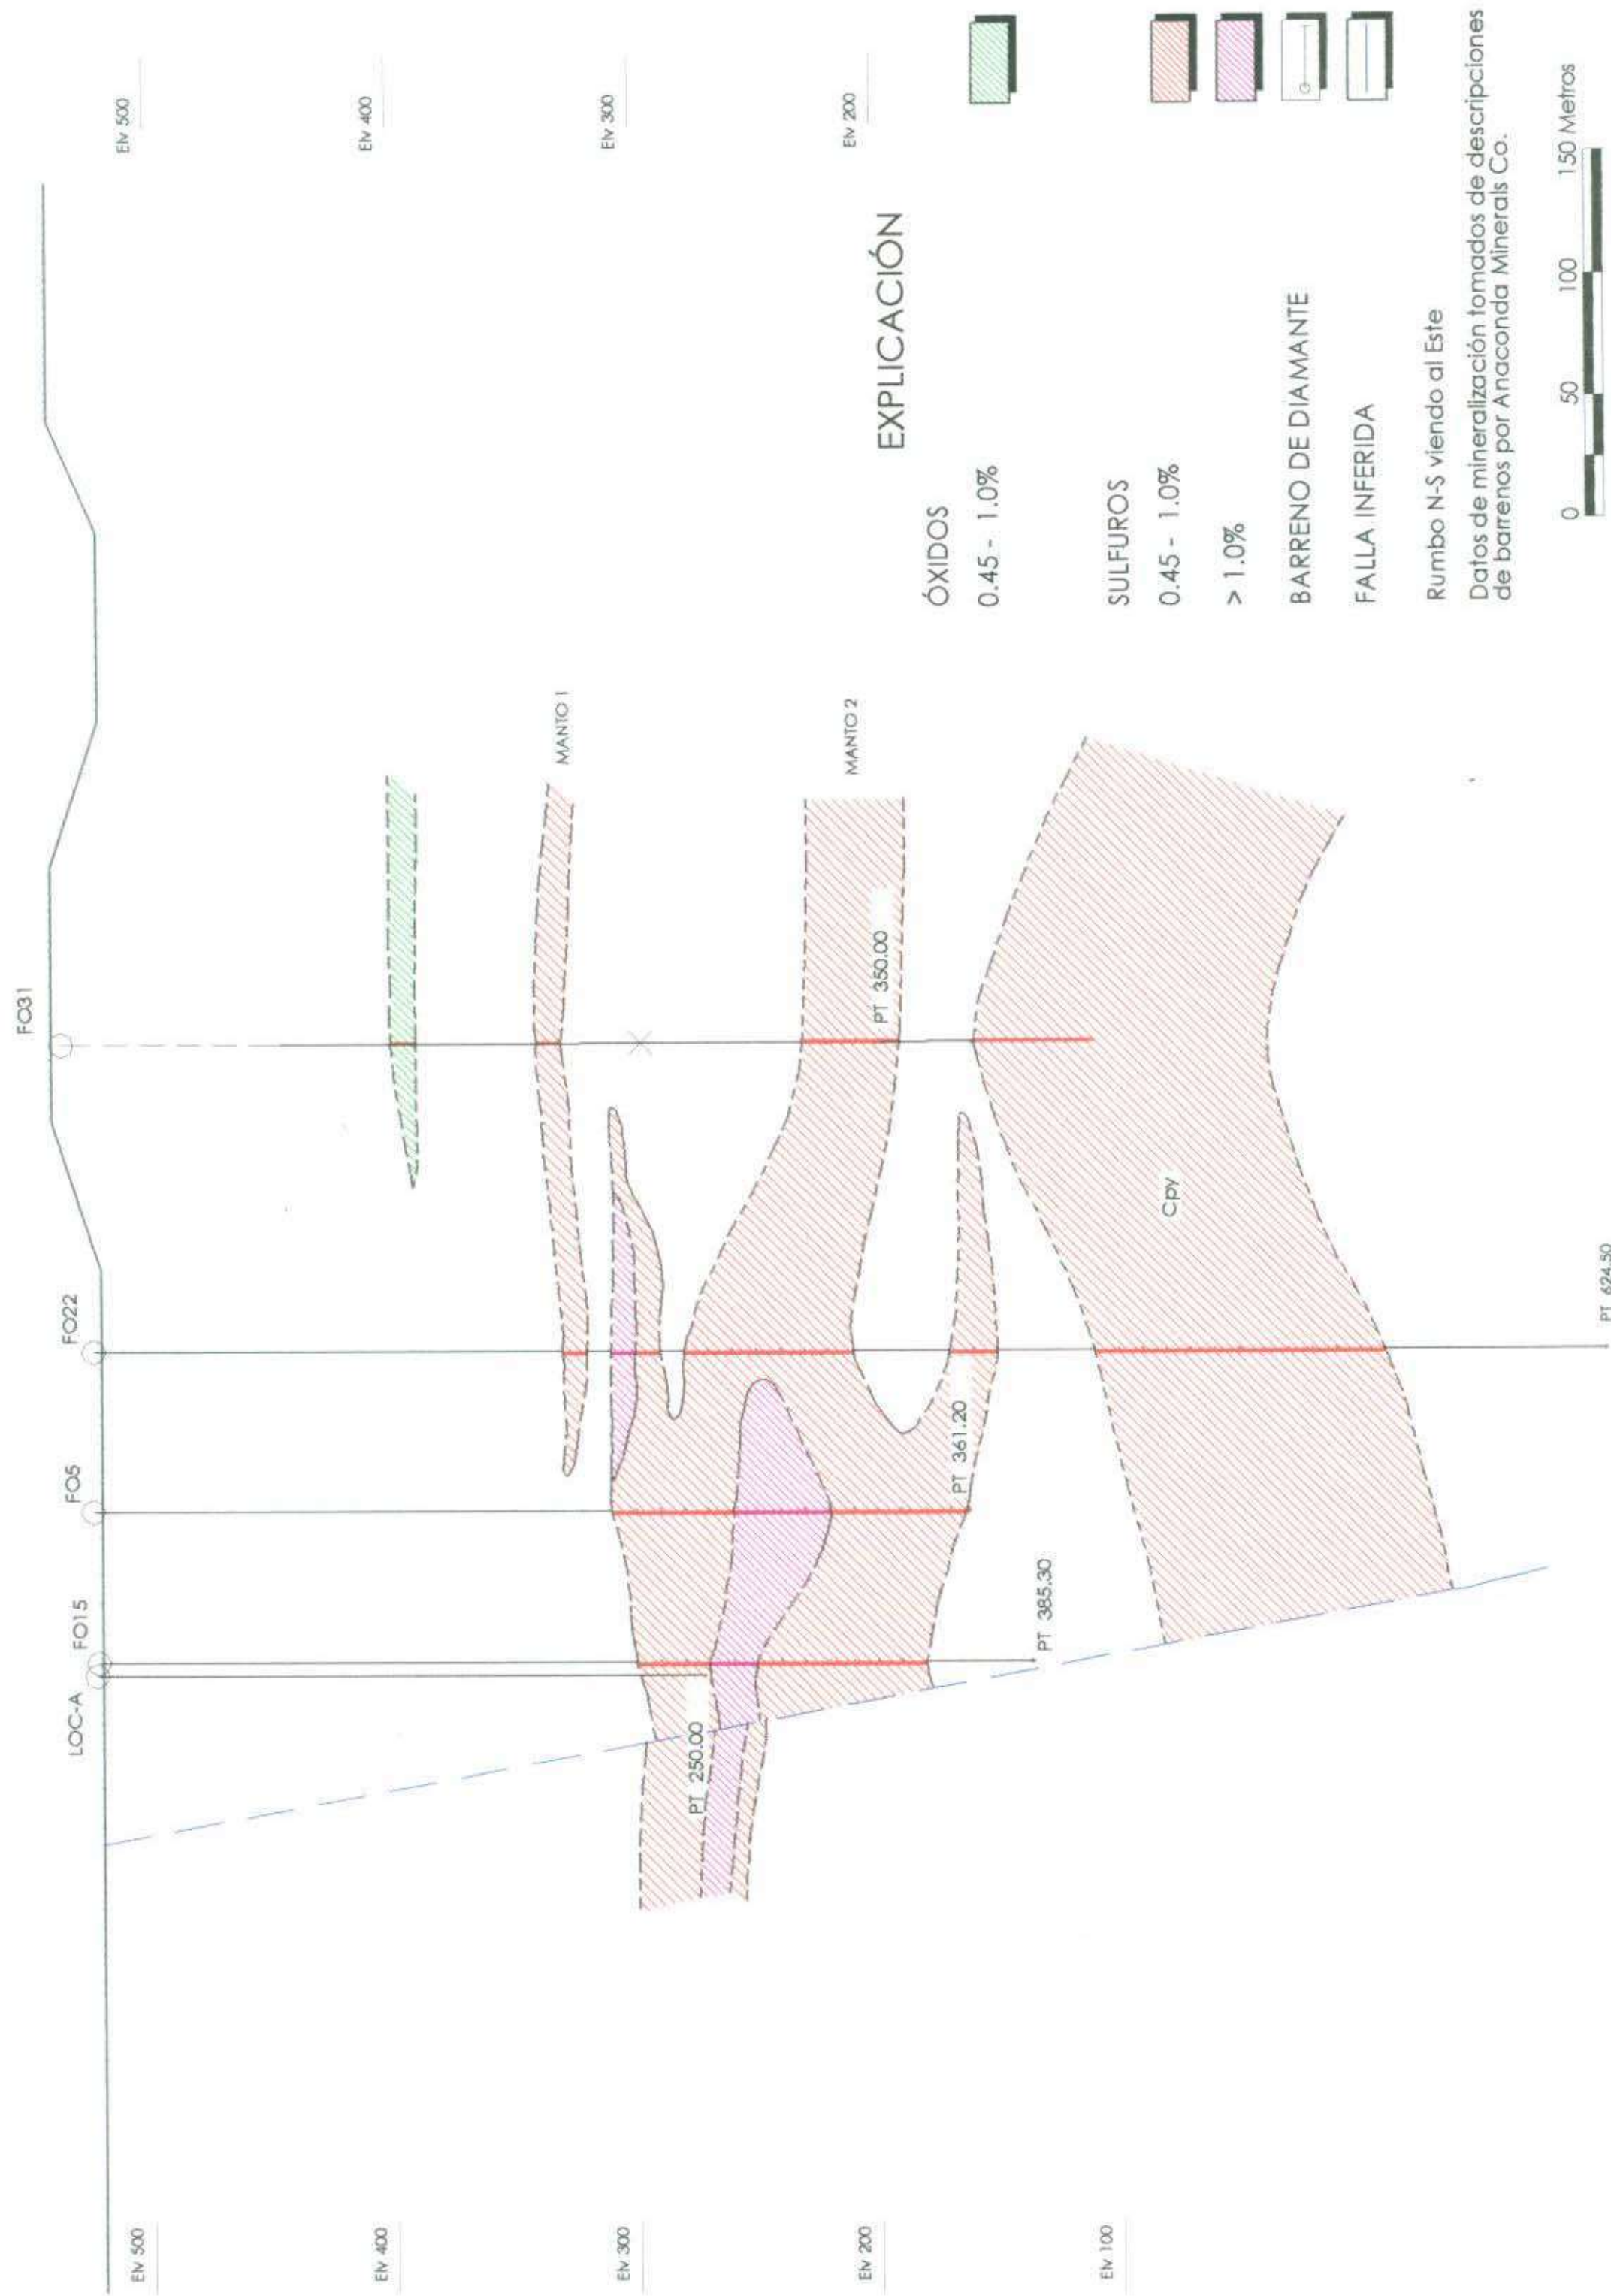 LOC-A
FO15
FO5
FO22
FO31
Elv 500
Elv 400
Elv 300
Elv 200
Elv 100
Elv 500
Elv 400
Elv 300
Elv 200
MANTO 1
MANTO 2
PT 250.00
PT 385.30
PT 361.20
PT 350.00
PT 624.50
Cpy
EXPLICACIÓN
ÓXIDOS
0.45 - 1.0%
SULFUROS
0.45 - 1.0%
> 1.0%
BARRENO DE DIAMANTE
FALLA INFERIDA
Rumbo N-S viendo al Este
Datos de mineralización tomados de descripciones
de barrenos por Anaconda Minerals Co.
0 50 100 150 Metros